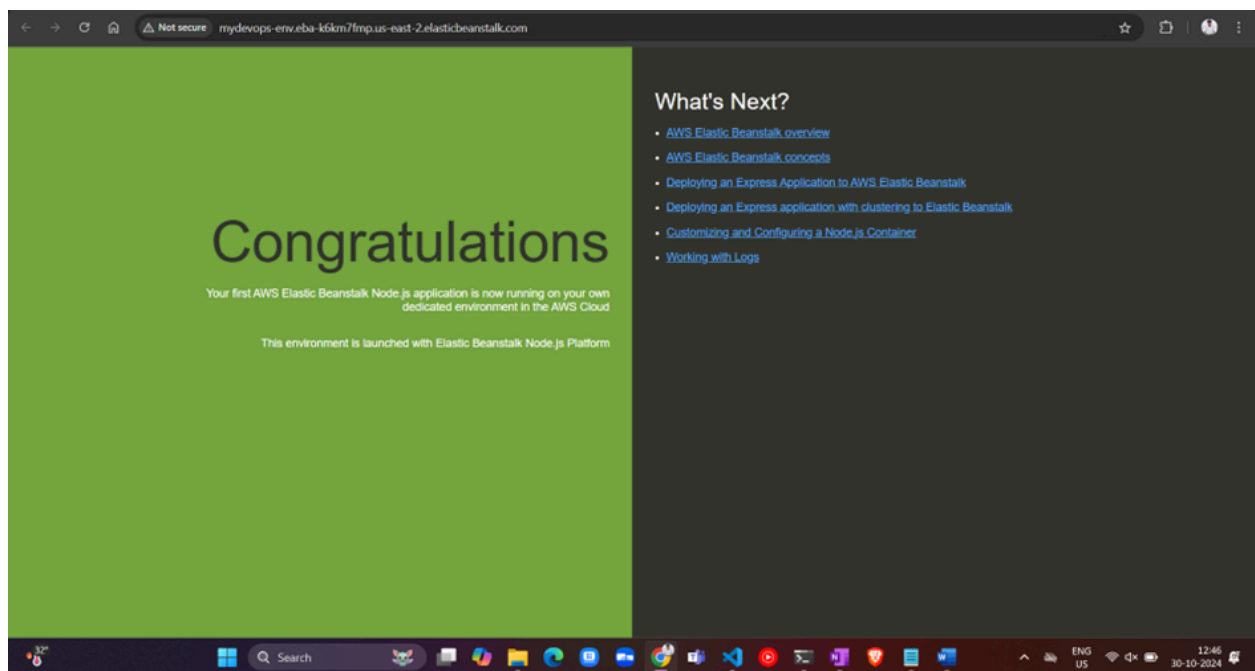 Not secure
mydevops-env.eba-k6km7fmp.us-east-2.elasticbeanstalk.com
Congratulations
Your first AWS Elastic Beanstalk Node.js application is now running on your own
dedicated environment in the AWS Cloud
This environment is launched with Elastic Beanstalk Node.js Platform
What's Next?
AWS Elastic Beanstalk overview
AWS Elastic Beanstalk concepts
Deploying an Express Application to AWS Elastic Beanstalk
Deploying an Express application with clustering to Elastic Beanstalk
Customizing and Configuring a Node.js Container
Working with Logs
32°
Search
ENG
US
12:46
30-10-2024